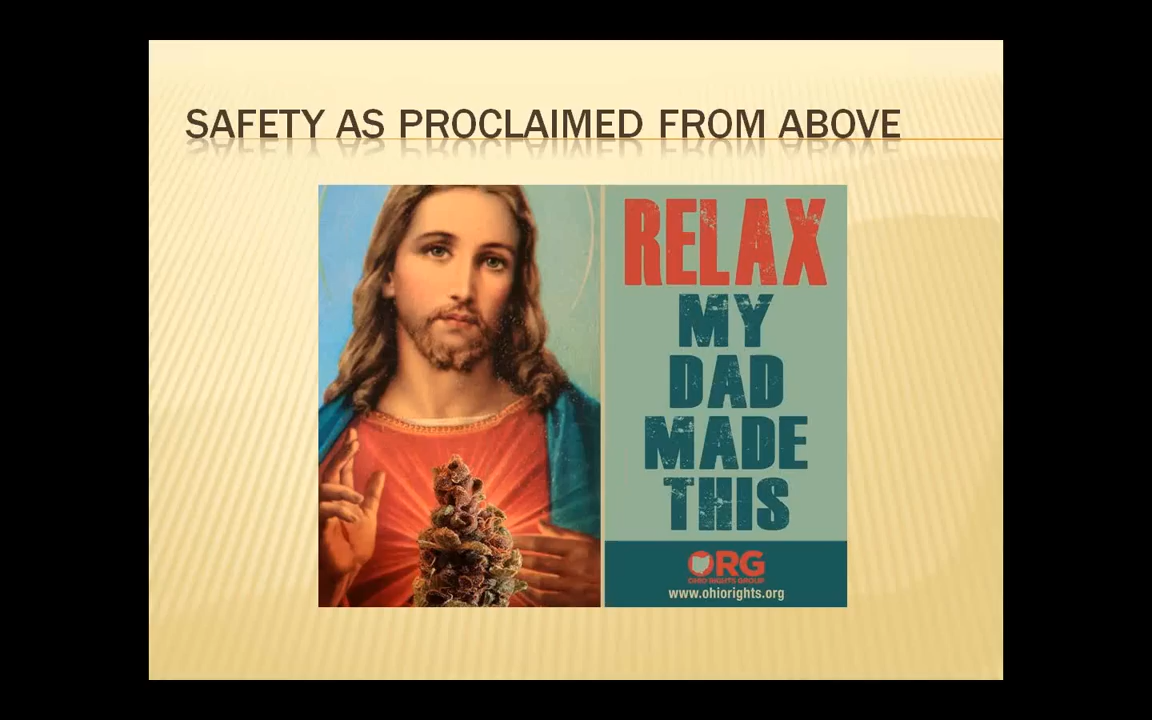 SAFETY AS PROCLAIMED FROM ABOVE
RELAX
MY
DAD
MADE
THIS
ORG
OHIO RIGHTS GROUP
www.ohiorights.org